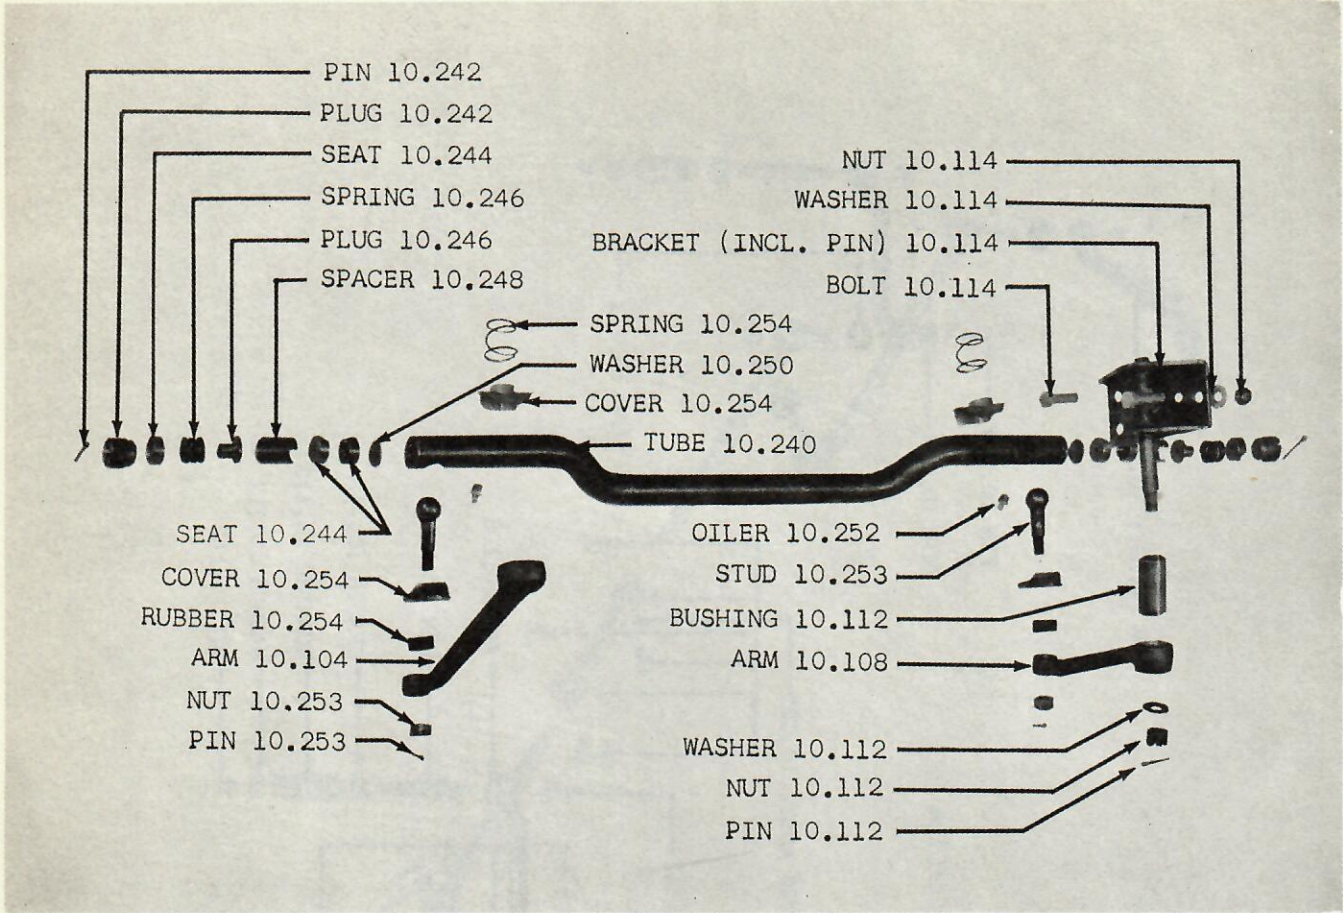 PIN 10.242
PLUG 10.242
SEAT 10.244
SPRING 10.246
PLUG 10.246
SPACER 10.248
NUT 10.114
WASHER 10.114
BRACKET (INCL. PIN) 10.114
BOLT 10.114
SPRING 10.254
WASHER 10.250
COVER 10.254
TUBE 10.240
SEAT 10.244
COVER 10.254
RUBBER 10.254
ARM 10.104
NUT 10.253
PIN 10.253
OILER 10.252
STUD 10.253
BUSHING 10.112
ARM 10.108
WASHER 10.112
NUT 10.112
PIN 10.112